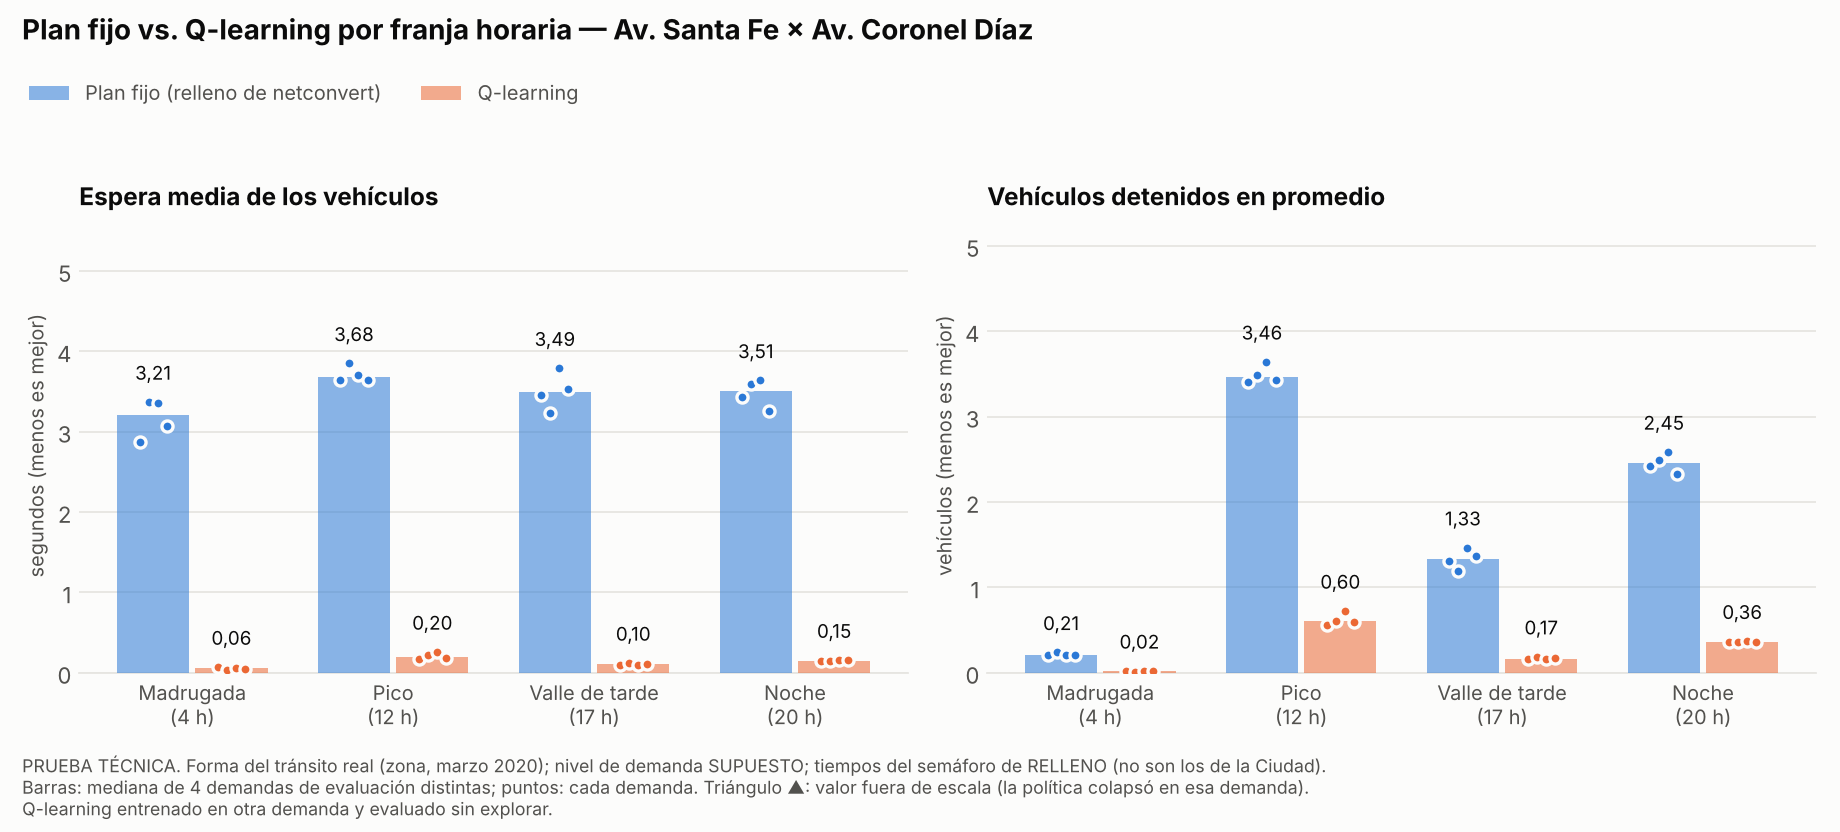 Plan fijo vs. Q-learning por franja horaria — Av. Santa Fe × Av. Coronel Díaz
Plan fijo (relleno de netconvert)
Q-learning
Espera media de los vehículos
segundos (menos es mejor)
5
4
3
2
1
0
3,21
0,06
3,68
0,20
3,49
0,10
3,51
0,15
Madrugada
(4 h)
Pico
(12 h)
Valle de tarde
(17 h)
Noche
(20 h)
Vehículos detenidos en promedio
vehículos (menos es mejor)
5
4
3
2
1
0
0,21
0,02
3,46
0,60
1,33
0,17
2,45
0,36
Madrugada
(4 h)
Pico
(12 h)
Valle de tarde
(17 h)
Noche
(20 h)
PRUEBA TÉCNICA. Forma del tránsito real (zona, marzo 2020); nivel de demanda SUPUESTO; tiempos del semáforo de RELLENO (no son los de la Ciudad).
Barras: mediana de 4 demandas de evaluación distintas; puntos: cada demanda. Triángulo ▲: valor fuera de escala (la política colapsó en esa demanda).
Q-learning entrenado en otra demanda y evaluado sin explorar.